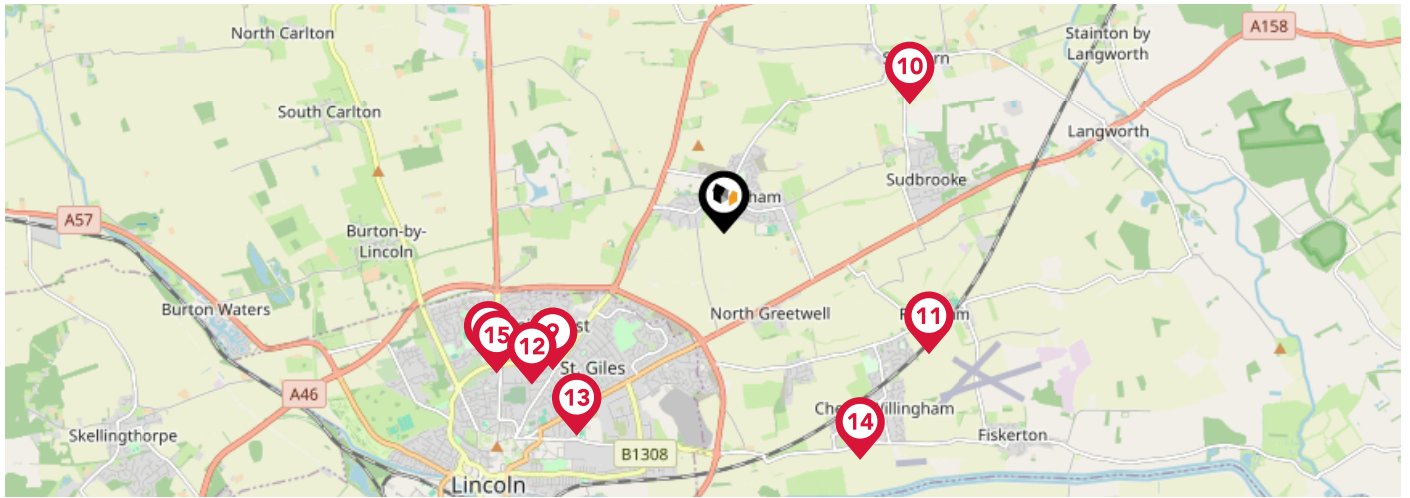 North Carlton
Stainton by
Langworth
A158
10
South Carlton
Langworth
Sudbrooke
A57
Burton-by-
Lincoln
Burton Waters
North Greetwell
11
15
12
9
St. Giles
A46
13
14
Skellingthorpe
Fiskerton
B1308
Lincoln